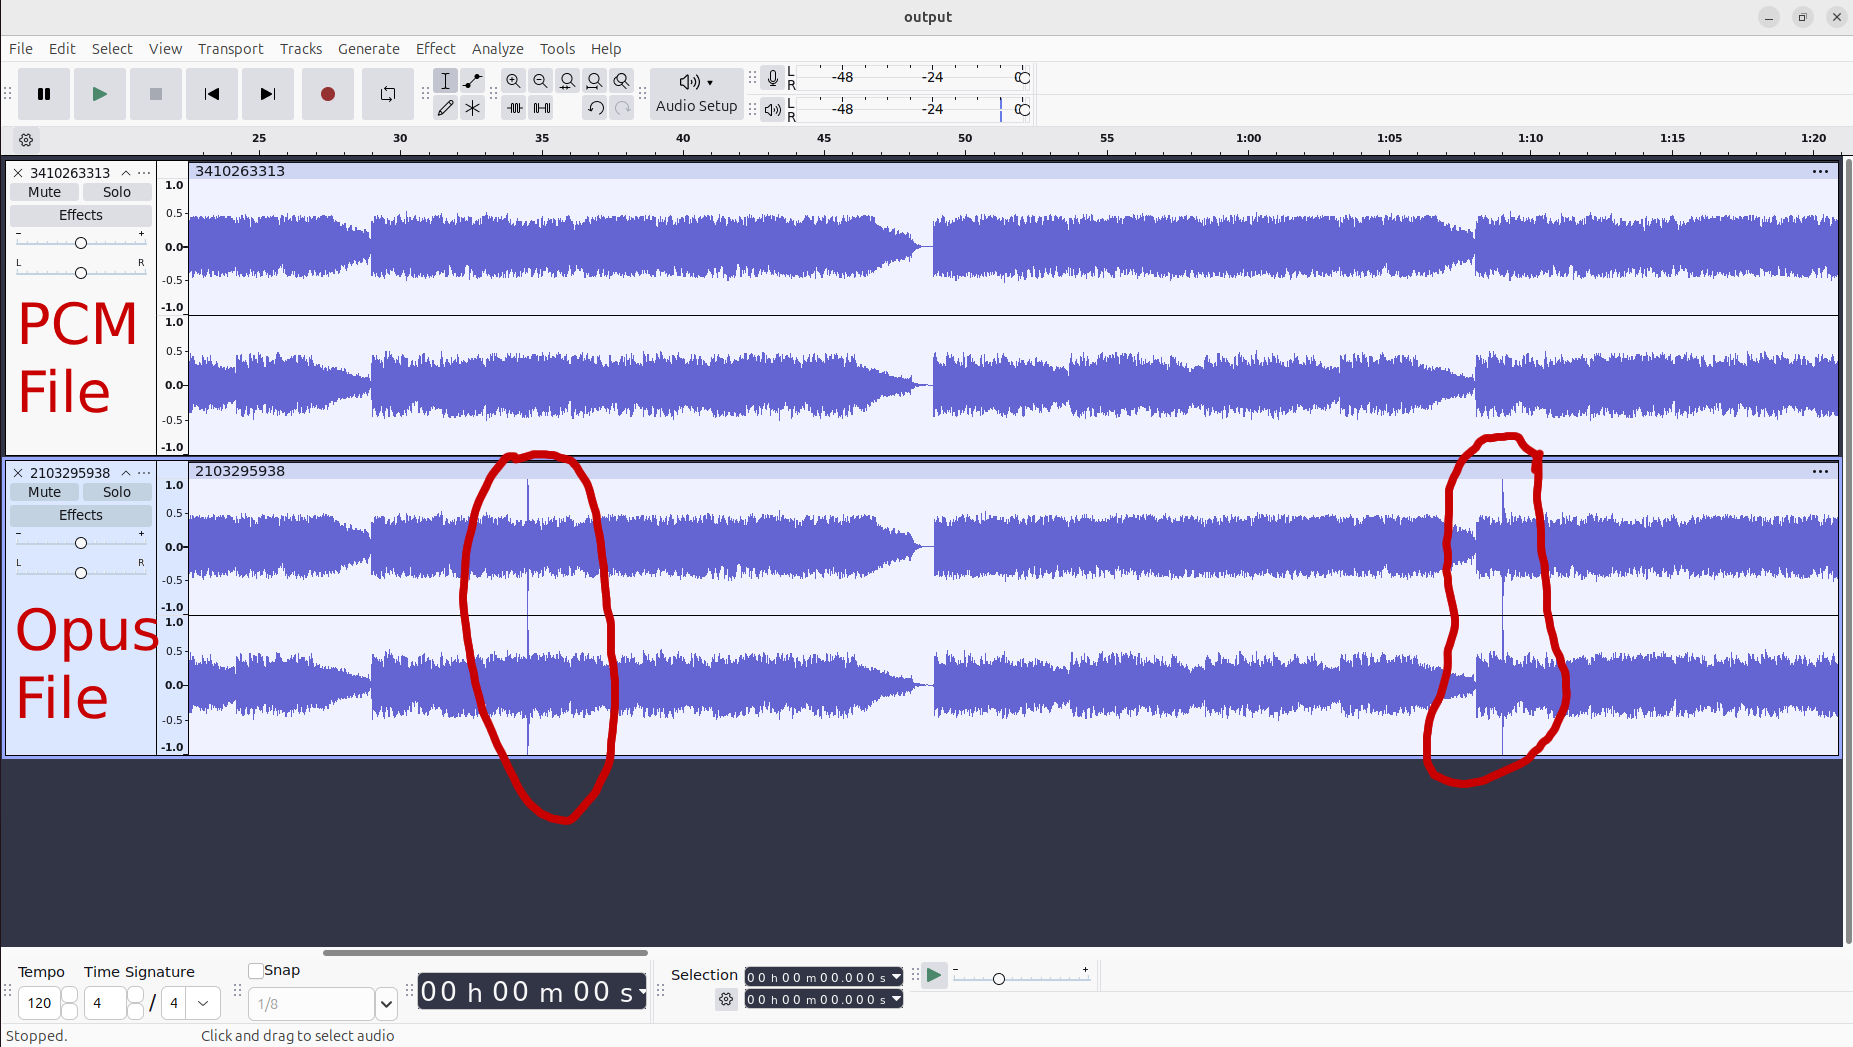 output
File Edit Select View Transport Tracks Generate Effect Analyze Tools Help
Audio Setup
L
R
-48 -24 0
L
R
-48 -24 0
25 30 35 40 45 50 55 1:00 1:05 1:10 1:15 1:20
3410263313
Mute Solo
Effects
- +
L R
PCM
File
3410263313
1.0
0.5
0.0
-0.5
-1.0
1.0
0.5
0.0
-0.5
-1.0
2103295938
Mute Solo
Effects
- +
L R
Opus
File
2103295938
1.0
0.5
0.0
-0.5
-1.0
1.0
0.5
0.0
-0.5
-1.0
Tempo
120
Time Signature
4 / 4
Snap
1/8
00 h 00 m 00 s
Selection
00 h 00 m 00.000 s
00 h 00 m 00.000 s
- +
Stopped.
Click and drag to select audio